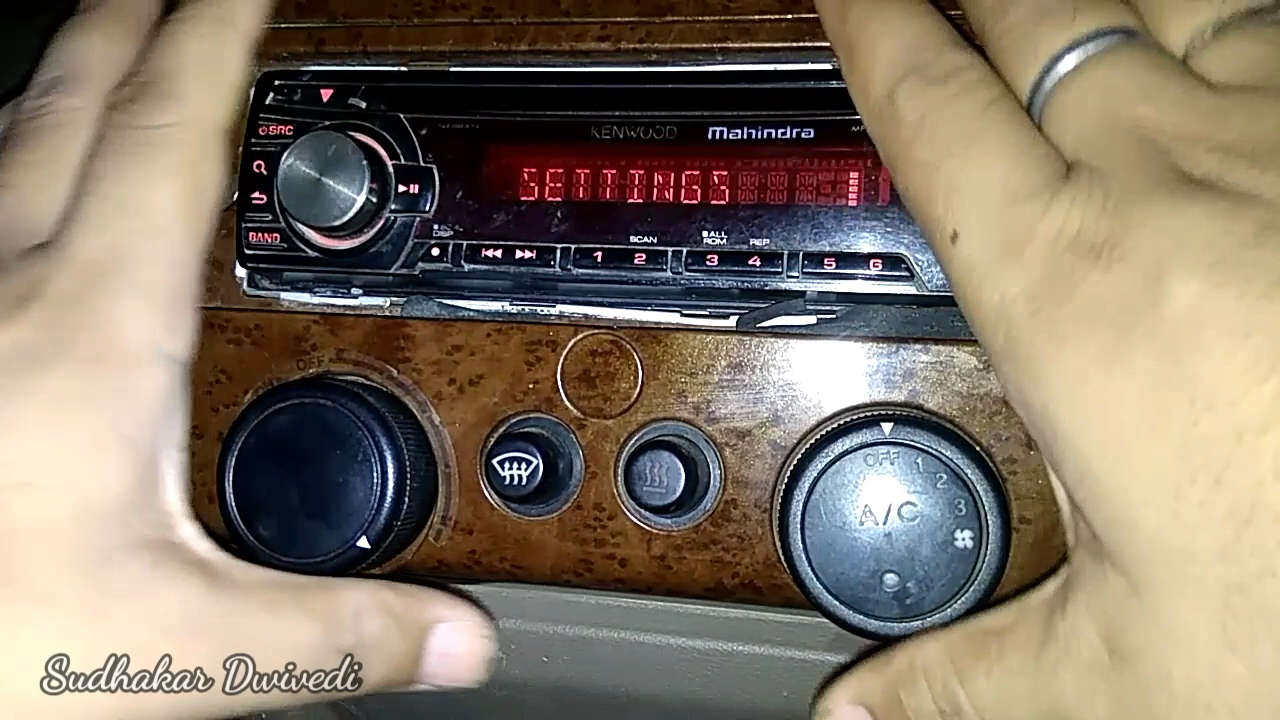 SRC
KENWOOD Mahindra
SETTINGS
BAND
SCAN
ALL
RDM REP
1 2 3 4 5 6
OFF
OFF 1
2
3
A/C
Sudhakar Dwivedi